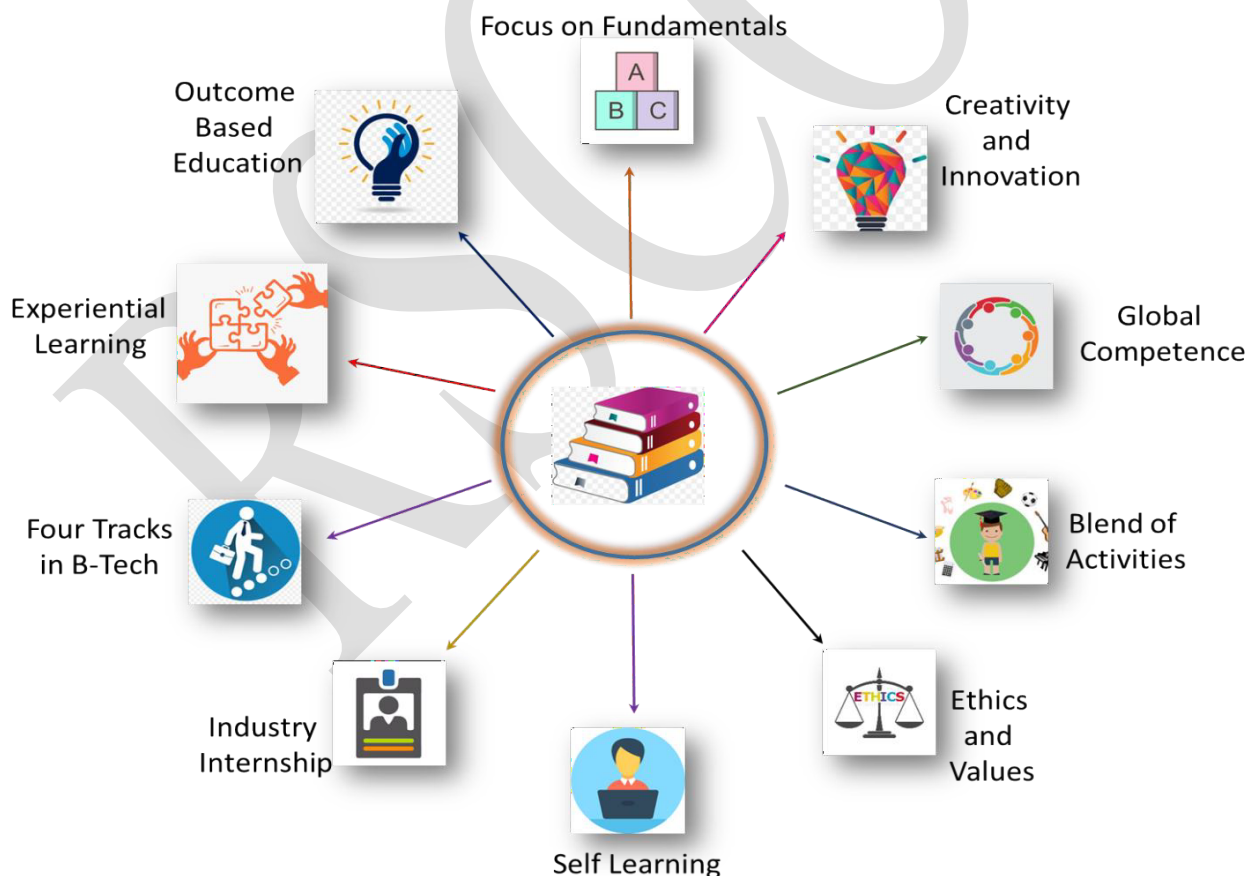 Focus on Fundamentals
A
B C
Outcome
Based
Education
Creativity
and
Innovation
Experiential
Learning
Global
Competence
Four Tracks
in B-Tech
Blend of
Activities
Industry
Internship
ETHICS
Ethics
and
Values
Self Learning